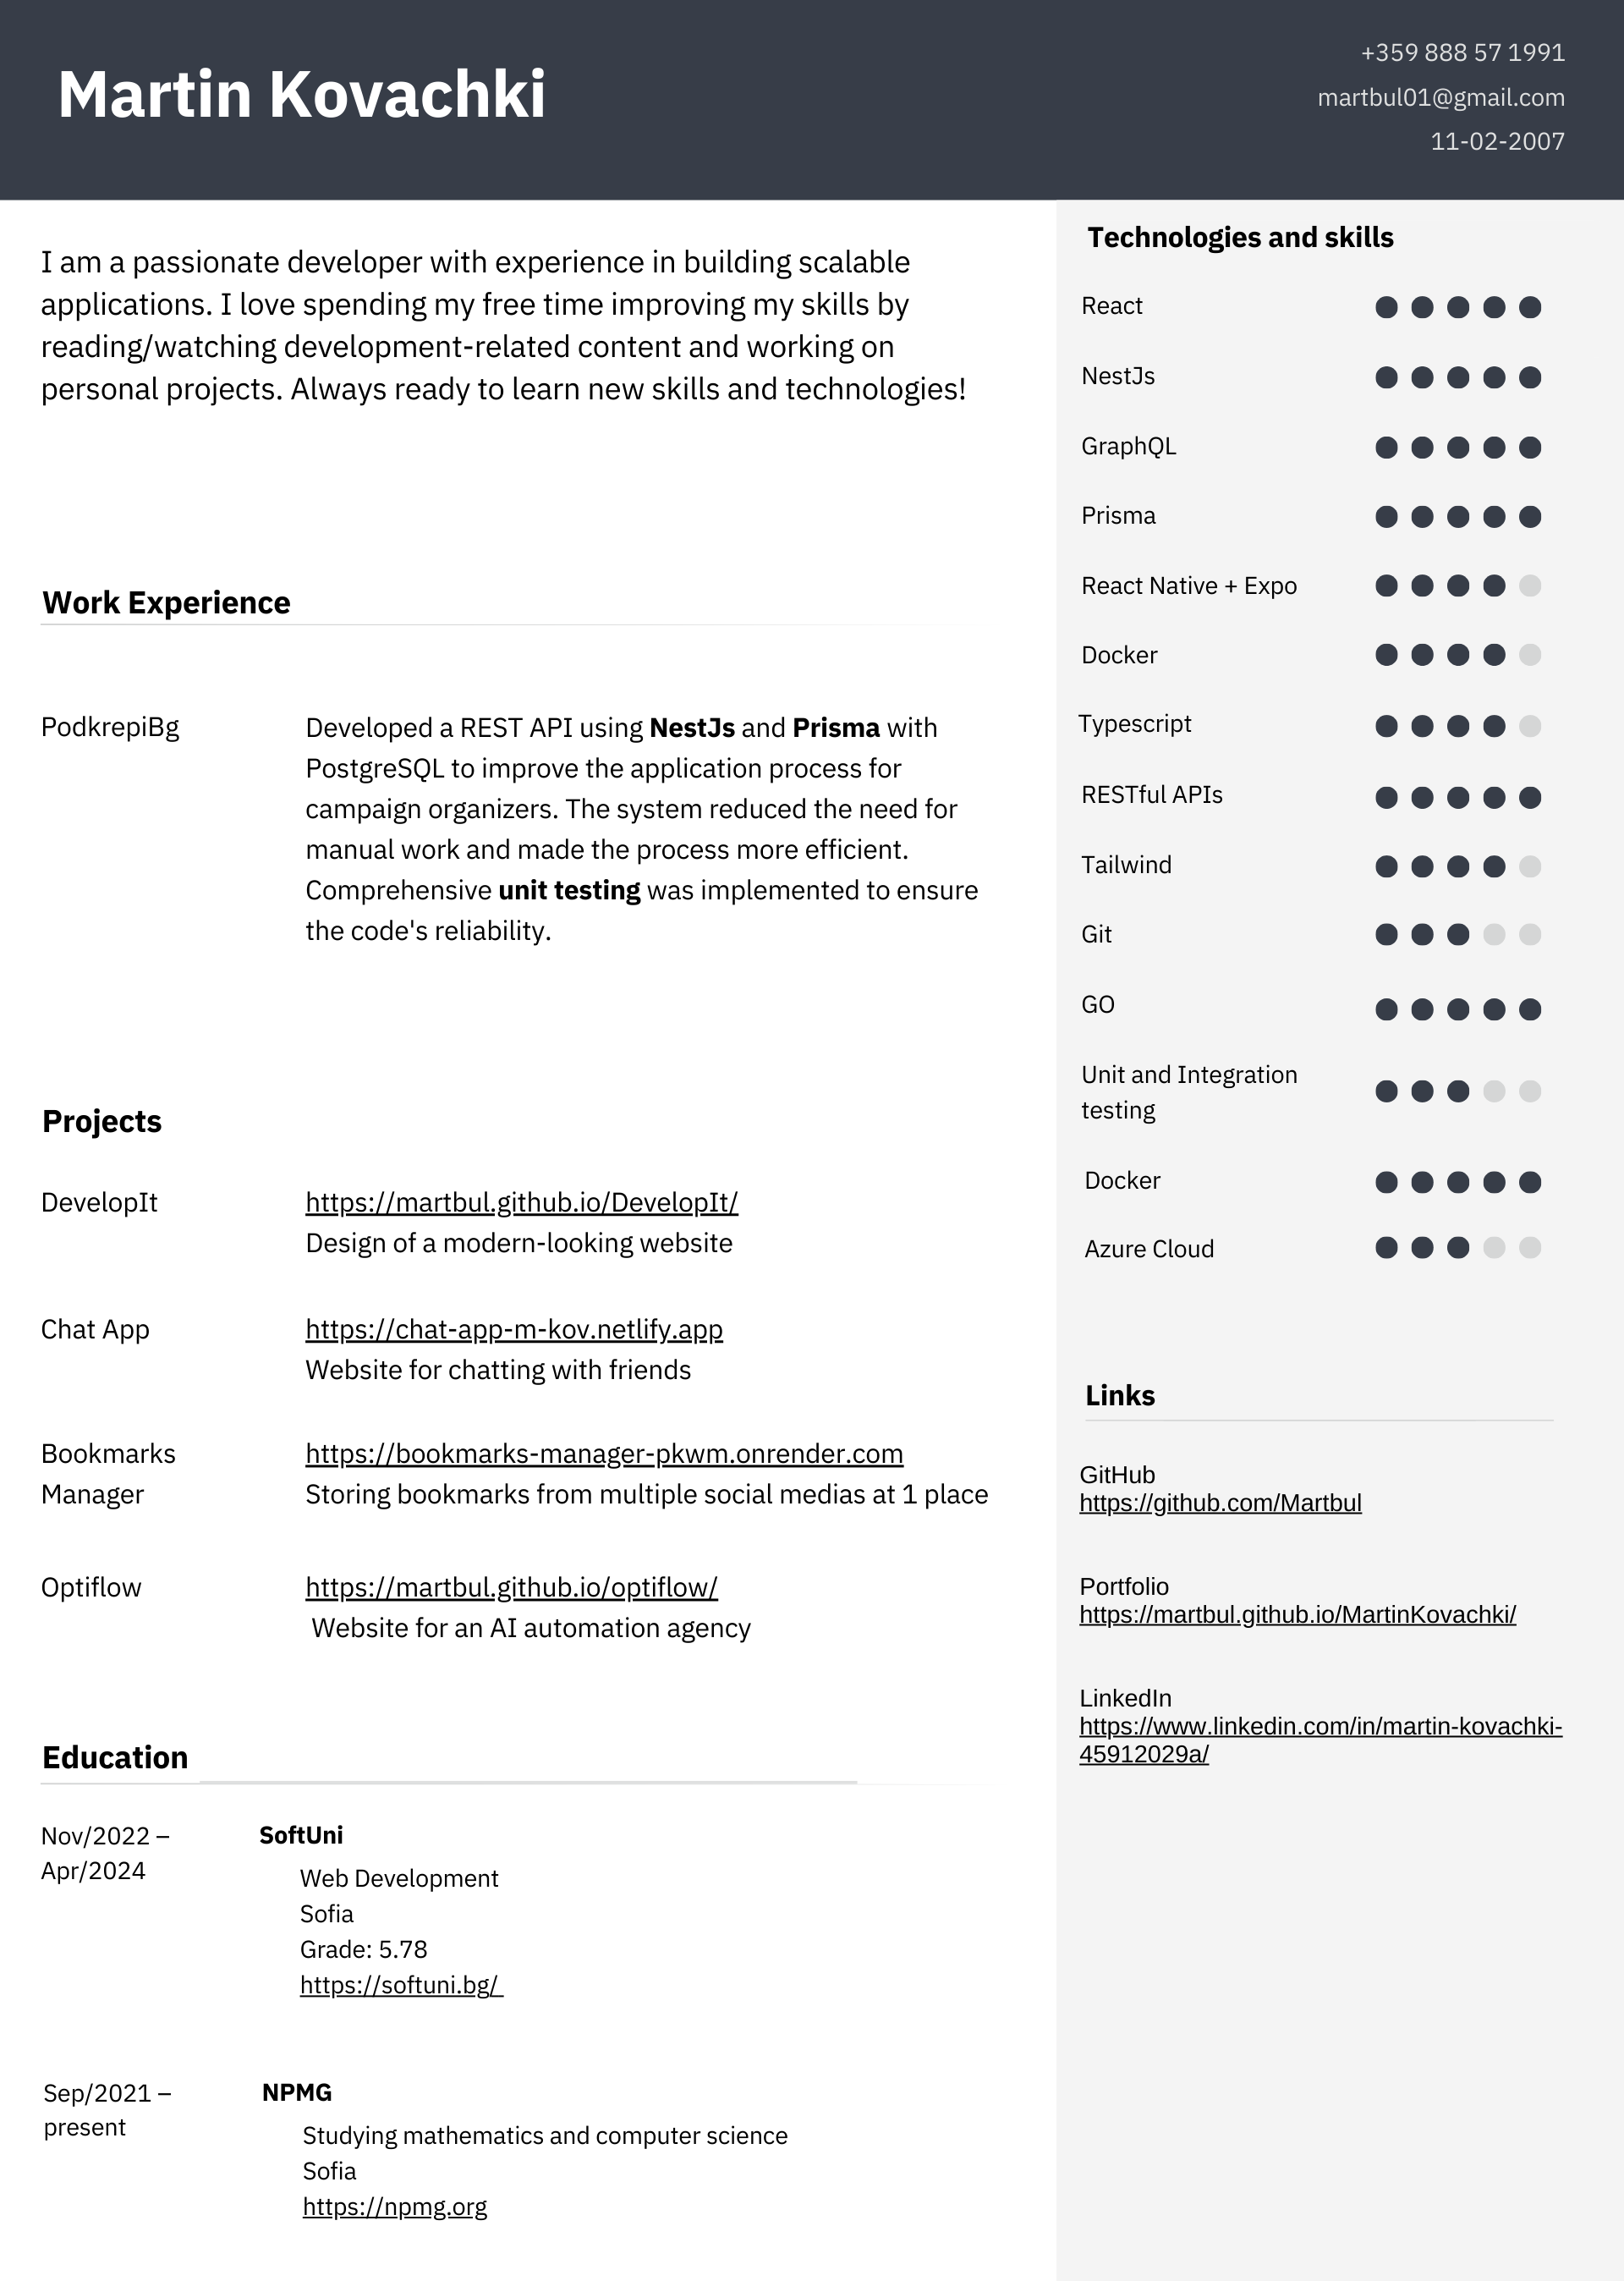 Martin Kovachki
+359 888 57 1991
martbul01@gmail.com
11-02-2007
I am a passionate developer with experience in building scalable
applications. I love spending my free time improving my skills by
reading/watching development-related content and working on
personal projects. Always ready to learn new skills and technologies!
Work Experience
PodkrepiBg
Developed a REST API using NestJs and Prisma with
PostgreSQL to improve the application process for
campaign organizers. The system reduced the need for
manual work and made the process more efficient.
Comprehensive unit testing was implemented to ensure
the code's reliability.
Projects
DevelopIt
https://martbul.github.io/DevelopIt/
Design of a modern-looking website
Chat App
https://chat-app-m-kov.netlify.app
Website for chatting with friends
Bookmarks
Manager
https://bookmarks-manager-pkwm.onrender.com
Storing bookmarks from multiple social medias at 1 place
Optiflow
https://martbul.github.io/optiflow/
Website for an AI automation agency
Education
Nov/2022 –
Apr/2024
SoftUni
Web Development
Sofia
Grade: 5.78
https://softuni.bg/
Sep/2021 –
present
NPMG
Studying mathematics and computer science
Sofia
https://npmg.org
Technologies and skills
React
NestJs
GraphQL
Prisma
React Native + Expo
Docker
Typescript
RESTful APIs
Tailwind
Git
GO
Unit and Integration
testing
Docker
Azure Cloud
Links
GitHub
https://github.com/Martbul
Portfolio
https://martbul.github.io/MartinKovachki/
LinkedIn
https://www.linkedin.com/in/martin-kovachki-
45912029a/